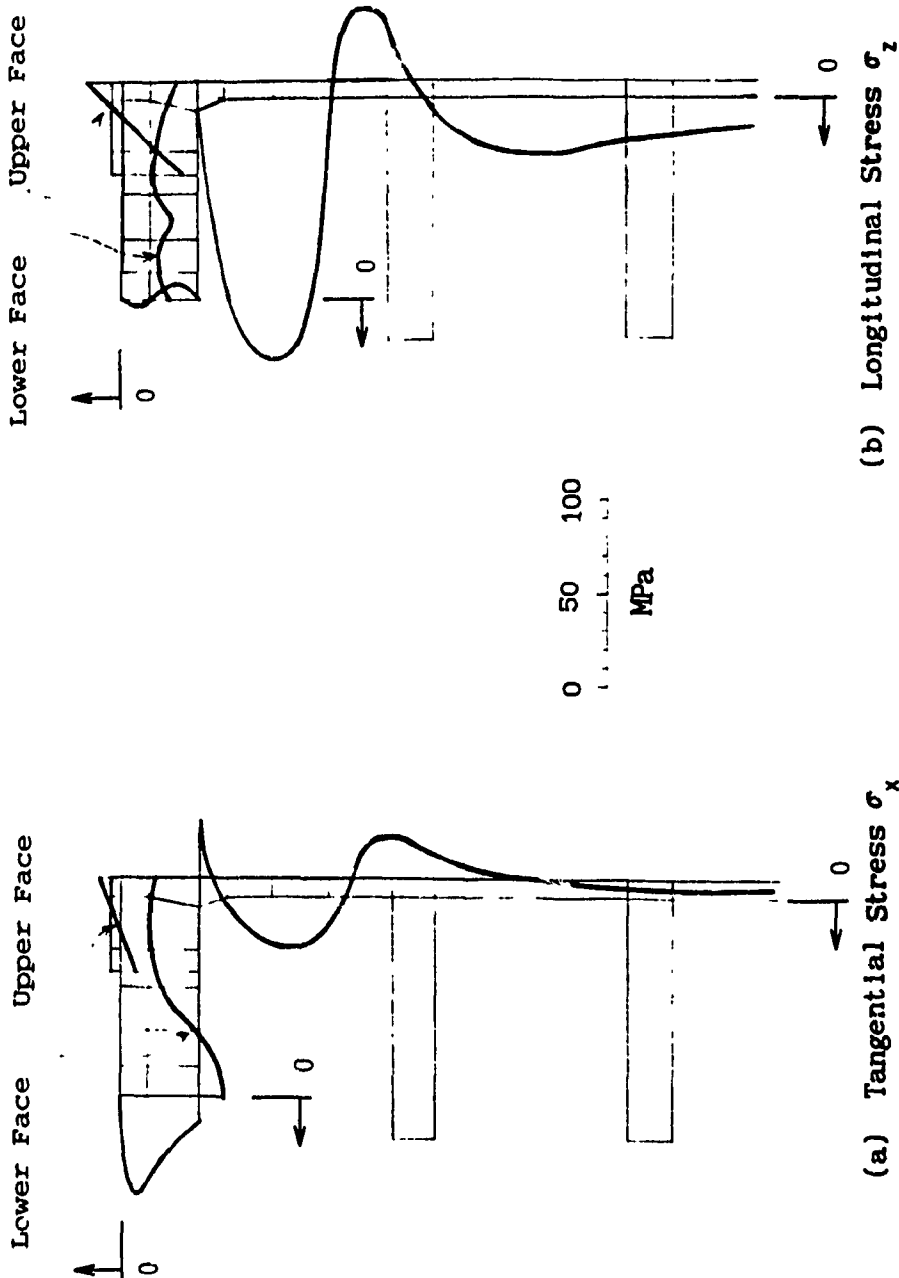 Lower Face
Upper Face
0
0
0
(a) Tangential Stress σx
0 50 100
MPa
Lower Face
Upper Face
0
0
0
(b) Longitudinal Stress σz